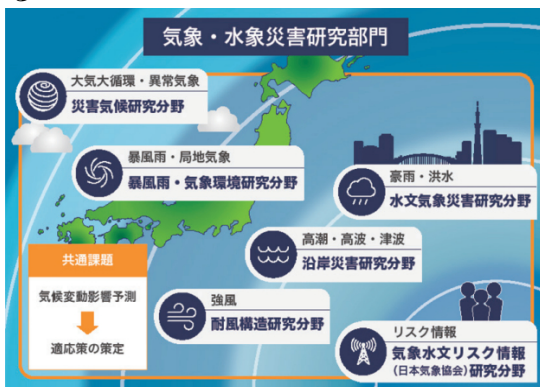 気象・水象災害研究部門
大気大循環・異常気象
災害気候研究分野
暴風雨・局地気象
暴風雨・気象環境研究分野
豪雨・洪水
水文気象災害研究分野
高潮・高波・津波
沿岸災害研究分野
共通課題
気候変動影響予測
適応策の策定
強風
耐風構造研究分野
リスク情報
気象水文リスク情報
(日本気象協会)研究分野